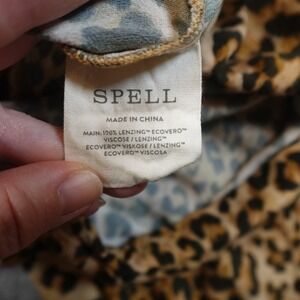 SPELL
MADE IN CHINA
MAIN: 100% LENZING™ ECOVERO™
VISCOSE / LENZING™
ECOVERO™ VISKOSE / LENZING™
ECOVERO™ VISCOSA